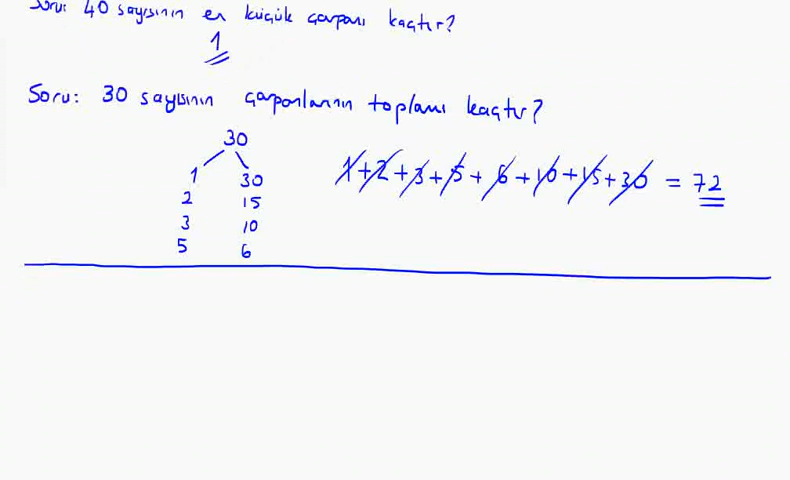 Soru: 40 sayısının en küçük çarpanı kaçtır?
1
Soru: 30 sayısının çarpanlarının toplamı kaçtır?
30
1 30
2 15
3 10
5 6
1+2+3+5+6+10+15+30 = 72